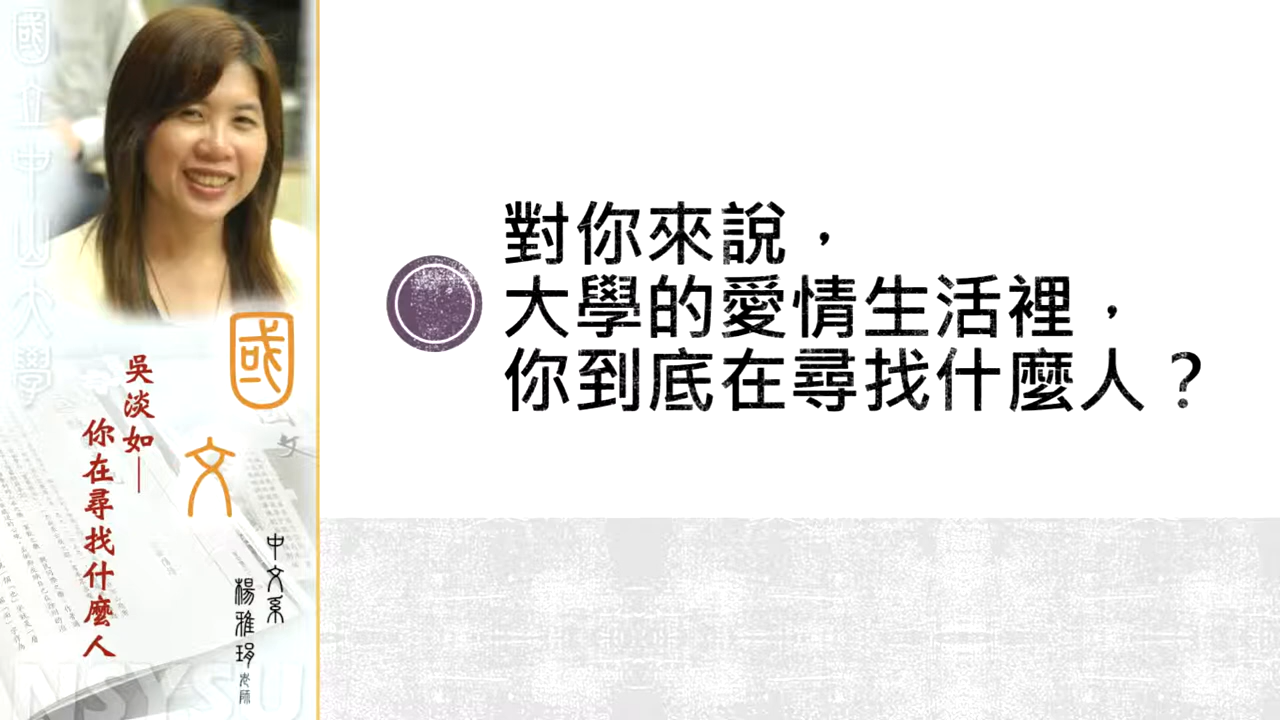 國立中山大學
國文
吳淡如—
你在尋找什麼人
中文系
楊雅琄老師
NSYSU
對你來說，
大學的愛情生活裡，
你到底在尋找什麼人？